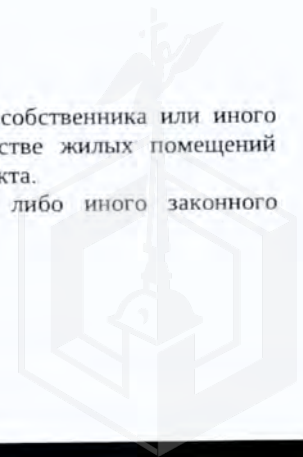 собственника или иного
стве жилых помещений
кта.
либо иного законного